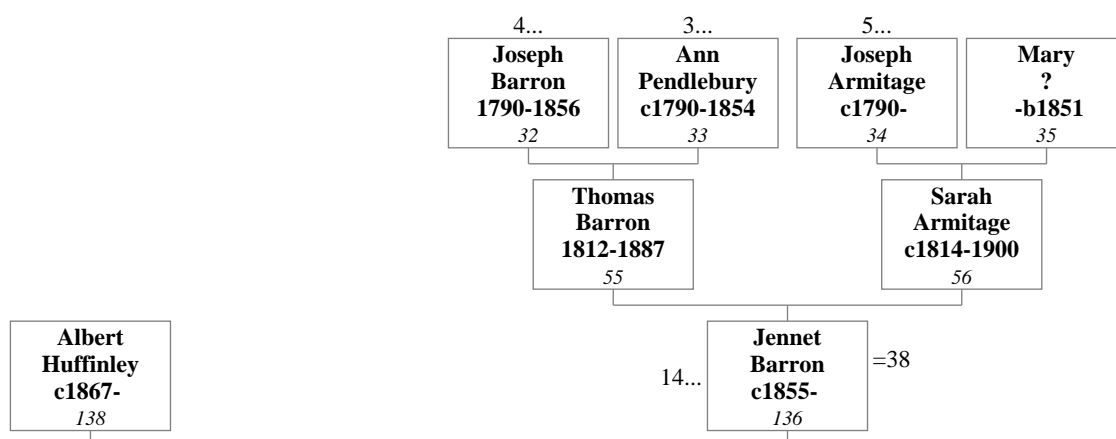 4...
3...
5...
Joseph
Barron
1790-1856
32
Ann
Pendlebury
c1790-1854
33
Joseph
Armitage
c1790-
34
Mary
?
-b1851
35
Thomas
Barron
1812-1887
55
Sarah
Armitage
c1814-1900
56
Albert
Huffinley
c1867-
138
14...
Jennet
Barron
c1855-
136
=38